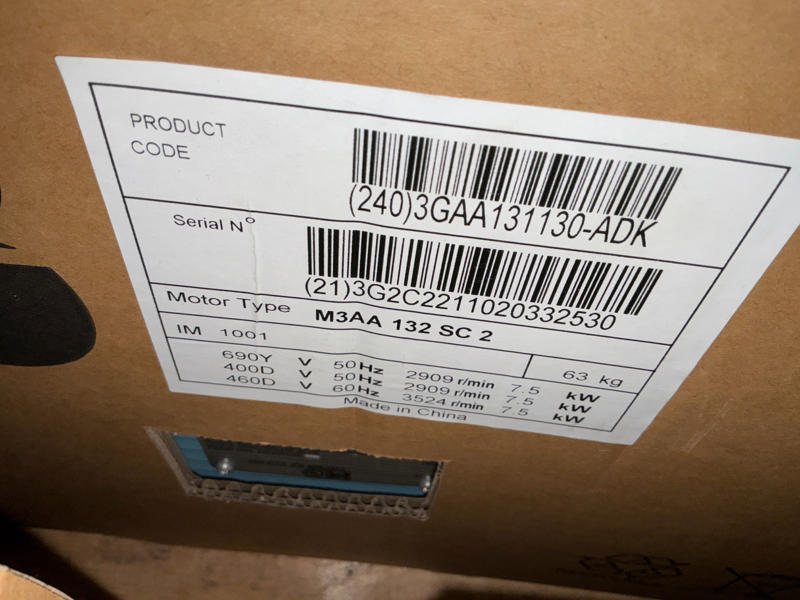 PRODUCT
CODE
(240)3GAA131130-ADK
Serial Nº
(21)3G2C2211020332530
Motor Type M3AA 132 SC 2
IM 1001
63 kg
690Y V 50Hz 2909 r/min 7.5 kW
400D V 50Hz 2909 r/min 7.5 kW
460D V 60Hz 3524 r/min 7.5 kW
Made in China